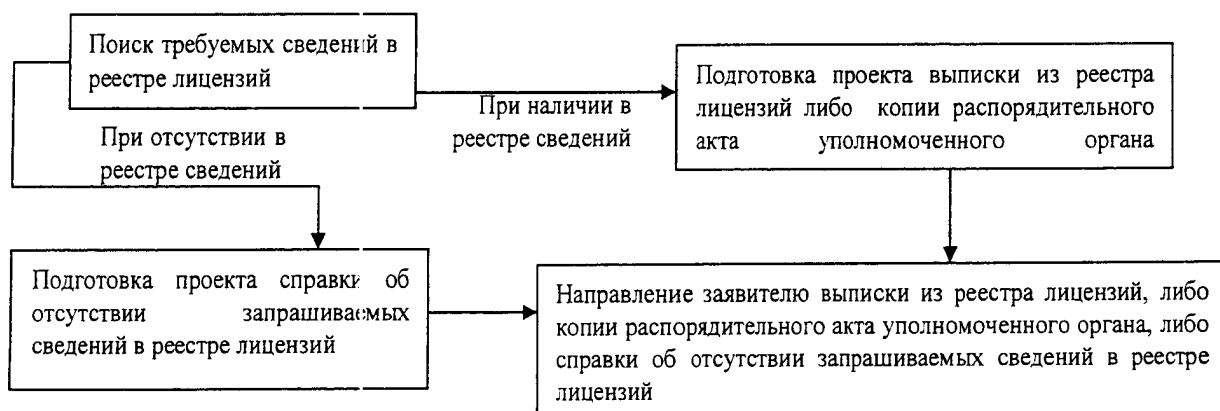 Поиск требуемых сведений в
реестре лицензий
При отсутствии в
реестре сведений
При наличии в
реестре сведений
Подготовка проекта выписки из реестра
лицензий либо копии распорядительного
акта уполномоченного органа
Подготовка проекта справки об
отсутствии запрашиваемых
сведений в реестре лицензий
Направление заявителю выписки из реестра лицензий, либо
копии распорядительного акта уполномоченного органа, либо
справки об отсутствии запрашиваемых сведений в реестре
лицензий